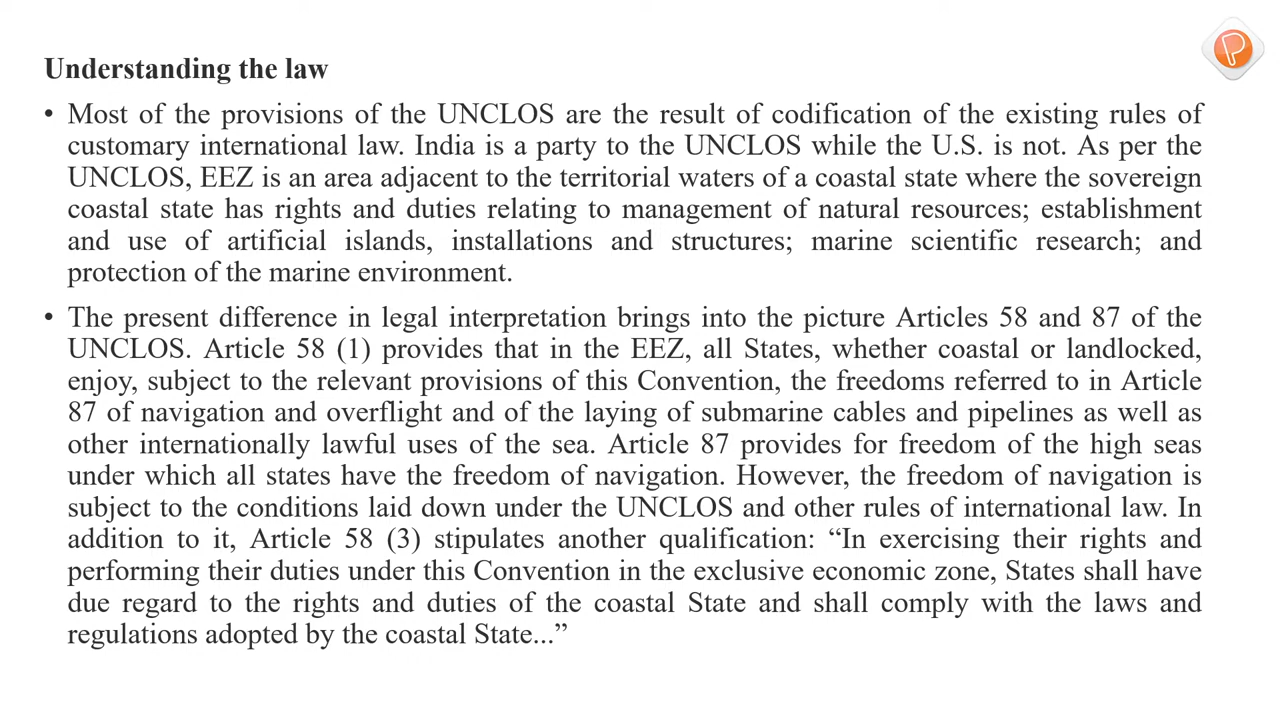 Understanding the law
• Most of the provisions of the UNCLOS are the result of codification of the existing rules of
customary international law. India is a party to the UNCLOS while the U.S. is not. As per the
UNCLOS, EEZ is an area adjacent to the territorial waters of a coastal state where the sovereign
coastal state has rights and duties relating to management of natural resources; establishment
and use of artificial islands, installations and structures; marine scientific research; and
protection of the marine environment.
• The present difference in legal interpretation brings into the picture Articles 58 and 87 of the
UNCLOS. Article 58 (1) provides that in the EEZ, all States, whether coastal or landlocked,
enjoy, subject to the relevant provisions of this Convention, the freedoms referred to in Article
87 of navigation and overflight and of the laying of submarine cables and pipelines as well as
other internationally lawful uses of the sea. Article 87 provides for freedom of the high seas
under which all states have the freedom of navigation. However, the freedom of navigation is
subject to the conditions laid down under the UNCLOS and other rules of international law. In
addition to it, Article 58 (3) stipulates another qualification: “In exercising their rights and
performing their duties under this Convention in the exclusive economic zone, States shall have
due regard to the rights and duties of the coastal State and shall comply with the laws and
regulations adopted by the coastal State...”